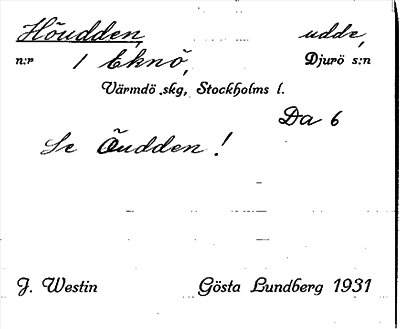 Höudden, udde,
n:r 1 Eknö, Djurö s:n
Värmdö skg, Stockholms l.
Da 6
Se Öudden!
J. Westin Gösta Lundberg 1931